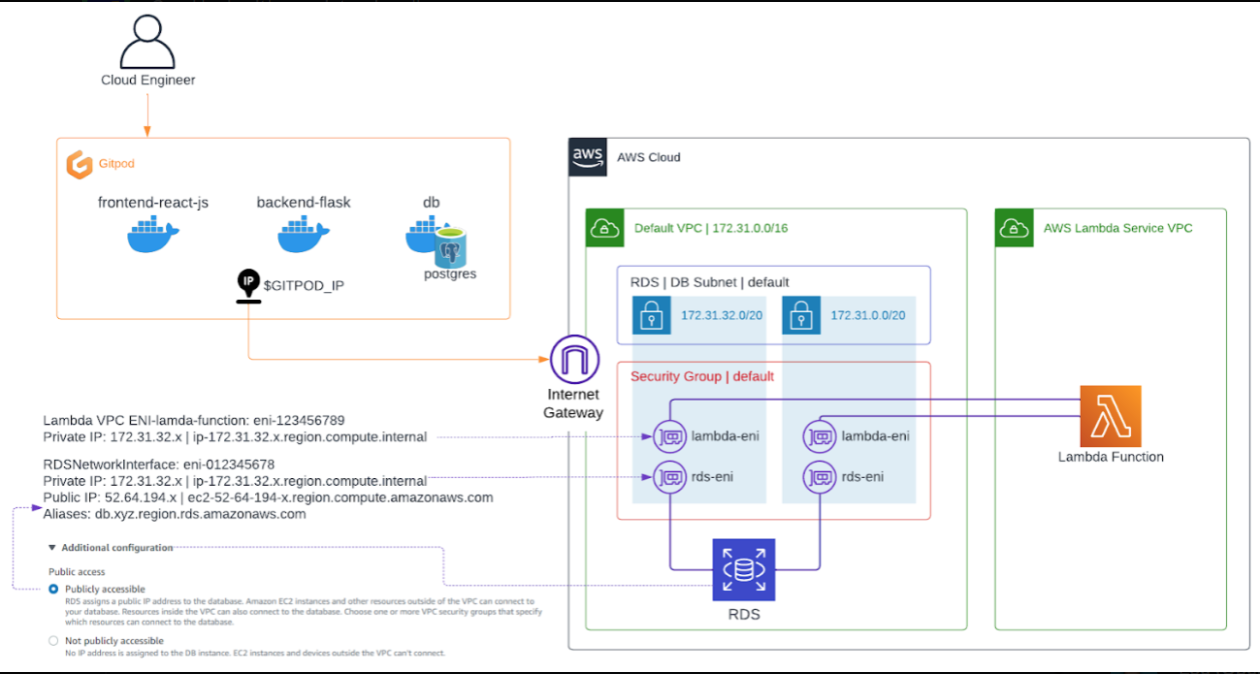 Cloud Engineer
Gitpod
frontend-react-js
backend-flask
db
postgres
IP
$GITPOD_IP
aws
AWS Cloud
Default VPC | 172.31.0.0/16
AWS Lambda Service VPC
RDS | DB Subnet | default
172.31.32.0/20
172.31.0.0/20
Internet
Gateway
Security Group | default
lambda-eni
lambda-eni
rds-eni
rds-eni
Lambda Function
RDS
Lambda VPC ENI-lamda-function: eni-123456789
Private IP: 172.31.32.x | ip-172.31.32.x.region.compute.internal
RDSNetworkInterface: eni-012345678
Private IP: 172.31.32.x | ip-172.31.32.x.region.compute.internal
Public IP: 52.64.194.x | ec2-52-64-194-x.region.compute.amazonaws.com
Aliases: db.xyz.region.rds.amazonaws.com
Additional configuration
Public access
Publicly accessible
RDS assigns a public IP address to the database. Amazon EC2 instances and other resources outside of the VPC can connect to
your database. Resources inside the VPC can also connect to the database. Choose one or more VPC security groups that specify
which resources can connect to the database.
Not publicly accessible
No IP address is assigned to the DB instance. EC2 instances and devices outside the VPC can't connect.